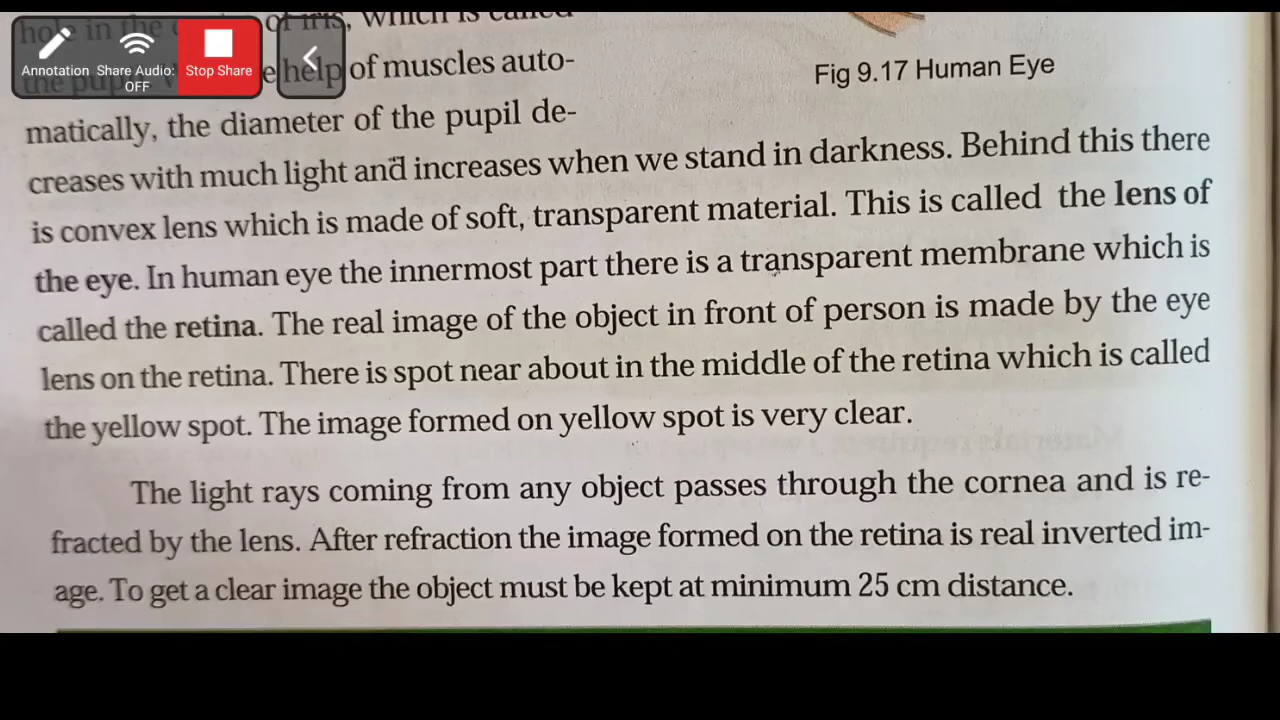 hole in the of iris, which is called
Annotation Share Audio: OFF Stop Share
the help of muscles auto-
Fig 9.17 Human Eye
matically, the diameter of the pupil de-
creases with much light and increases when we stand in darkness. Behind this there
is convex lens which is made of soft, transparent material. This is called the lens of
the eye. In human eye the innermost part there is a transparent membrane which is
called the retina. The real image of the object in front of person is made by the eye
lens on the retina. There is spot near about in the middle of the retina which is called
the yellow spot. The image formed on yellow spot is very clear.
The light rays coming from any object passes through the cornea and is re-
fracted by the lens. After refraction the image formed on the retina is real inverted im-
age. To get a clear image the object must be kept at minimum 25 cm distance.